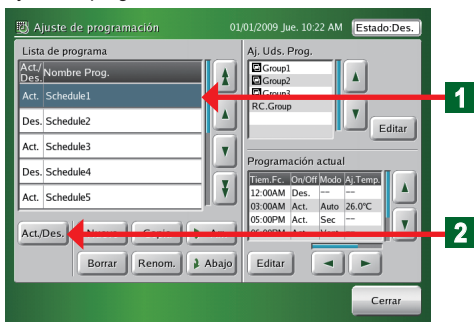 Ajuste de programación 01/01/2009 Jue. 10:22 AM Estado:Des.
Lista de programa
Act./Des. Nombre Prog.
Act. Schedule1
Des. Schedule2
Act. Schedule3
Des. Schedule4
Act. Schedule5
Act./Des.
Borrar Renom. Abajo
Aj. Uds. Prog.
Group1
Group2
Group3
RC.Group
Editar
Programación actual
Tiem.Fc. On/Off Modo Aj.Temp.
12:00AM Des. -- --
03:00AM Act. Auto 26.0°C
05:00PM Act. Sec --
Editar
Cerrar
1
2